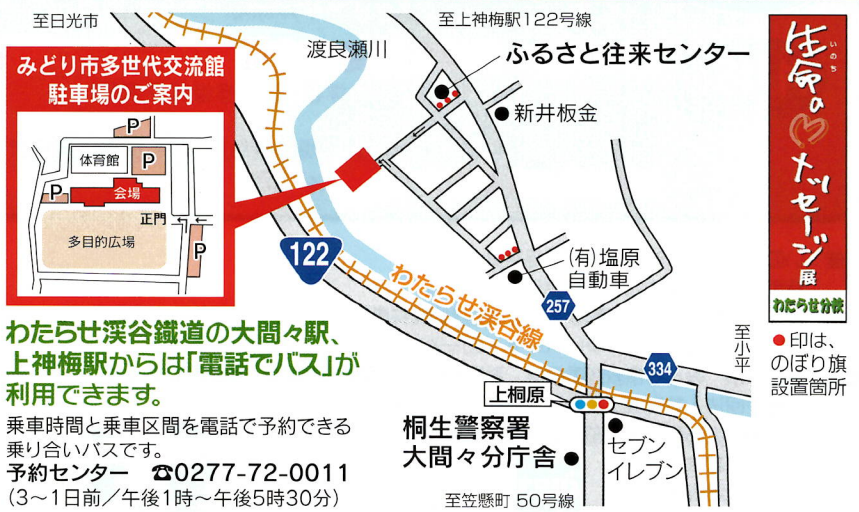 至日光市
至上神梅駅122号線
渡良瀬川
ふるさと往来センター
新井板金
みどり市多世代交流館
駐車場のご案内
P
体育館
P
P
会場
正門
多目的広場
P
122
わたらせ渓谷線
(有)塩原
自動車
257
至小平
334
上桐原
桐生警察署
大間々分庁舎
セブン
イレブン
至笠懸町 50号線
わたらせ渓谷鐵道の大間々駅、
上神梅駅からは「電話でバス」が
利用できます。
乗車時間と乗車区間を電話で予約できる
乗り合いバスです。
予約センター ☎0277-72-0011
(3〜1日前/午後1時〜午後5時30分)
いのち
生命のメッセージ展
わたらせ分校
●印は、
のぼり旗
設置箇所